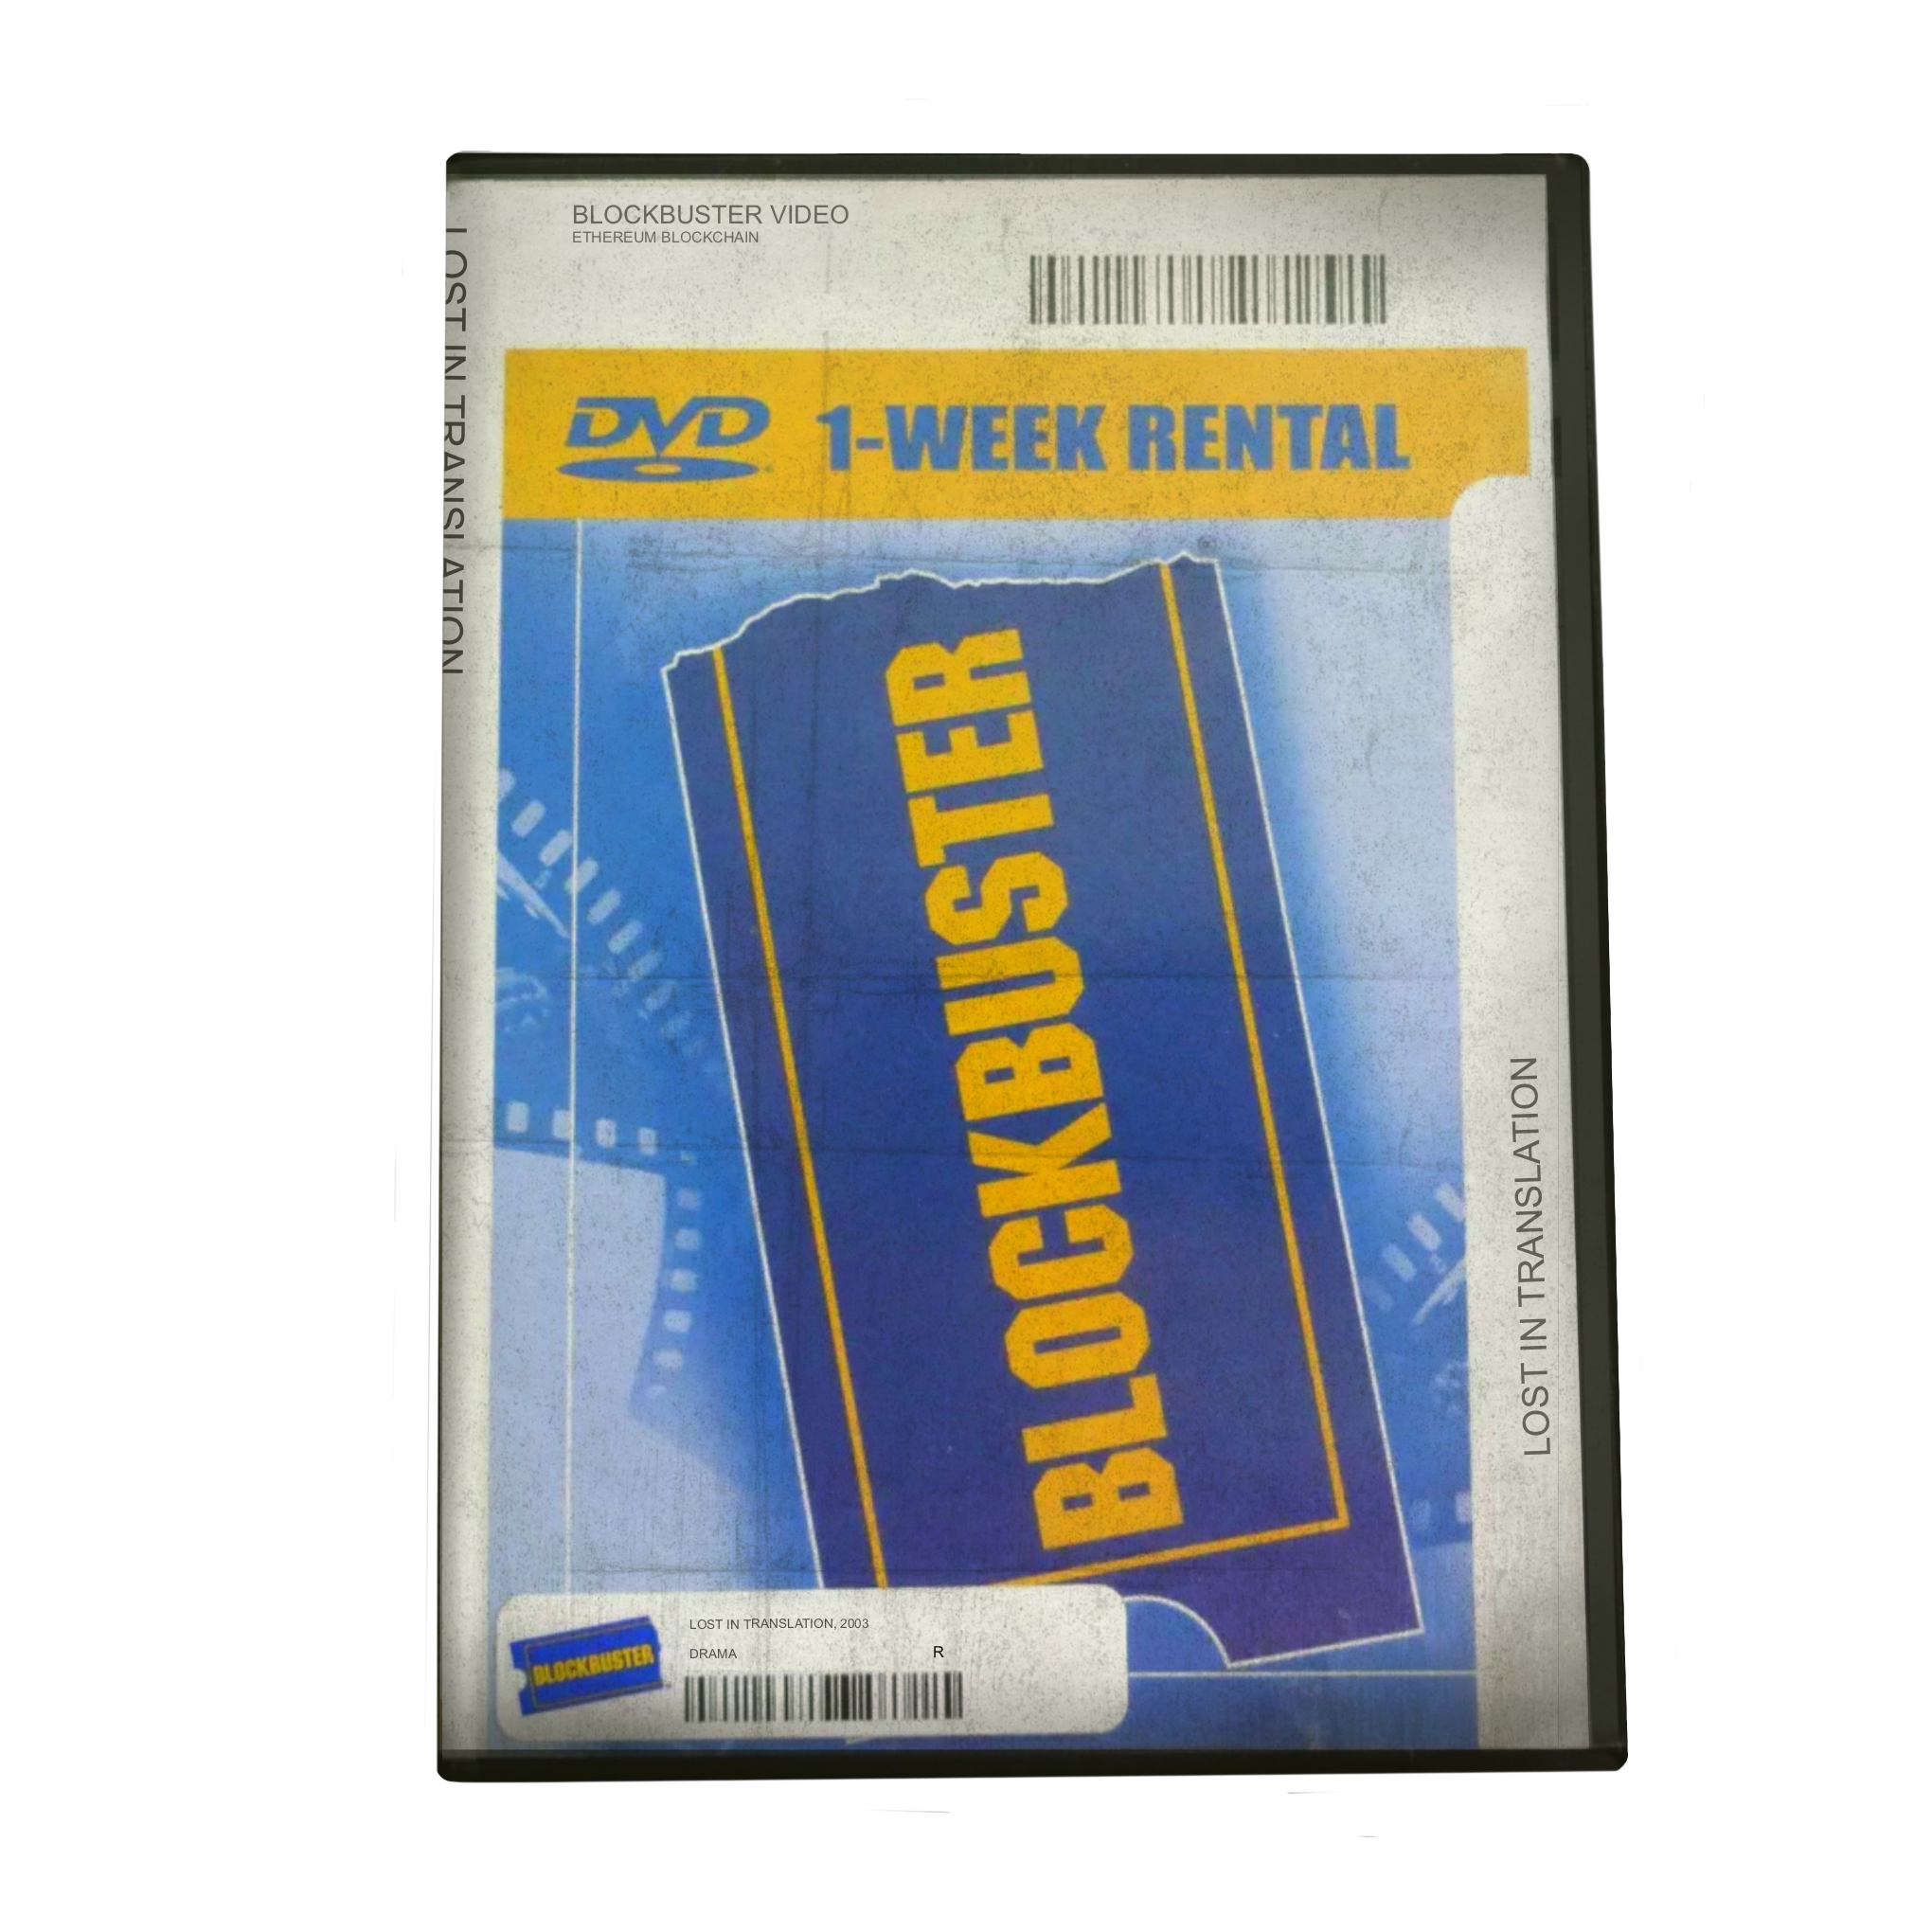 BLOCKBUSTER VIDEO
ETHEREUM BLOCKCHAIN
LOST IN TRANSLATION
DVD 1-WEEK RENTAL
BLOCKBUSTER
LOST IN TRANSLATION
BLOCKBUSTER
LOST IN TRANSLATION, 2003
DRAMA R